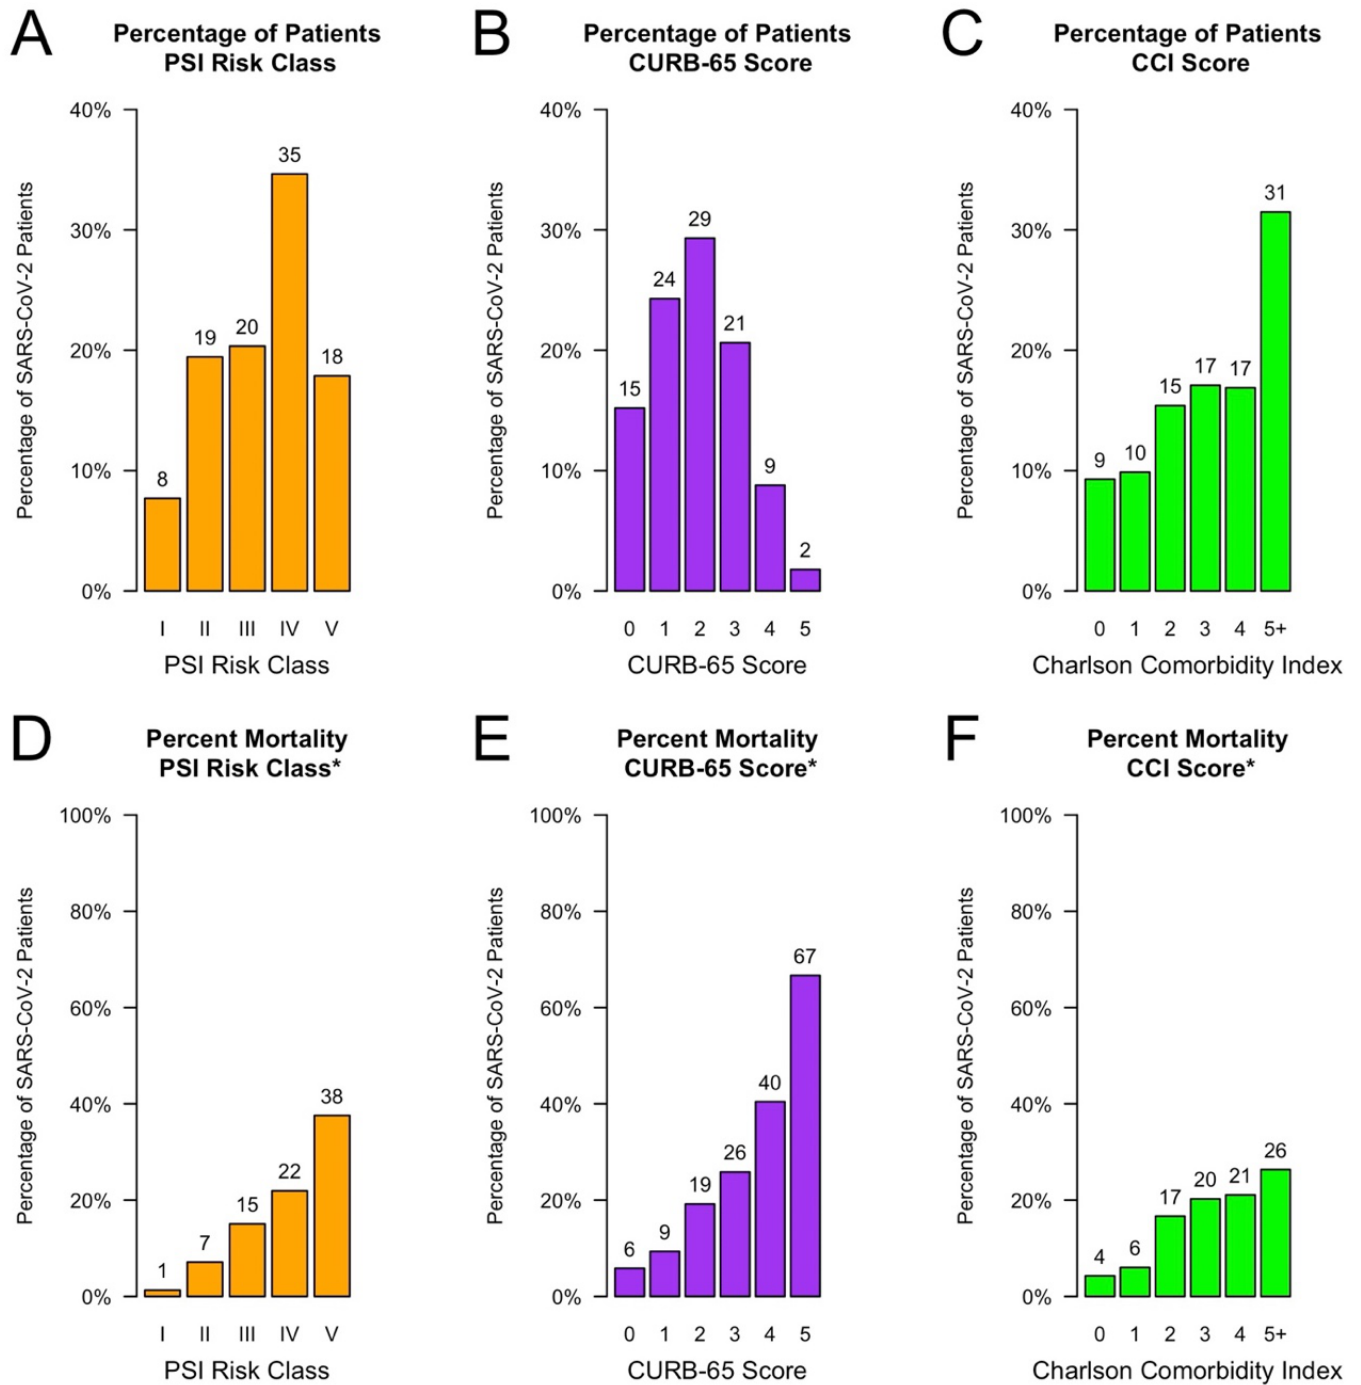 A
Percentage of Patients
PSI Risk Class
40%
30%
20%
10%
0%
Percentage of SARS-CoV-2 Patients
8
19
20
35
18
I II III IV V
PSI Risk Class
B
Percentage of Patients
CURB-65 Score
40%
30%
20%
10%
0%
Percentage of SARS-CoV-2 Patients
15
24
29
21
9
2
0 1 2 3 4 5
CURB-65 Score
C
Percentage of Patients
CCI Score
40%
30%
20%
10%
0%
Percentage of SARS-CoV-2 Patients
9
10
15
17
17
31
0 1 2 3 4 5+
Charlson Comorbidity Index
D
Percent Mortality
PSI Risk Class*
100%
80%
60%
40%
20%
0%
Percentage of SARS-CoV-2 Patients
1
7
15
22
38
I II III IV V
PSI Risk Class
E
Percent Mortality
CURB-65 Score*
100%
80%
60%
40%
20%
0%
Percentage of SARS-CoV-2 Patients
6
9
19
26
40
67
0 1 2 3 4 5
CURB-65 Score
F
Percent Mortality
CCI Score*
100%
80%
60%
40%
20%
0%
Percentage of SARS-CoV-2 Patients
4
6
17
20
21
26
0 1 2 3 4 5+
Charlson Comorbidity Index